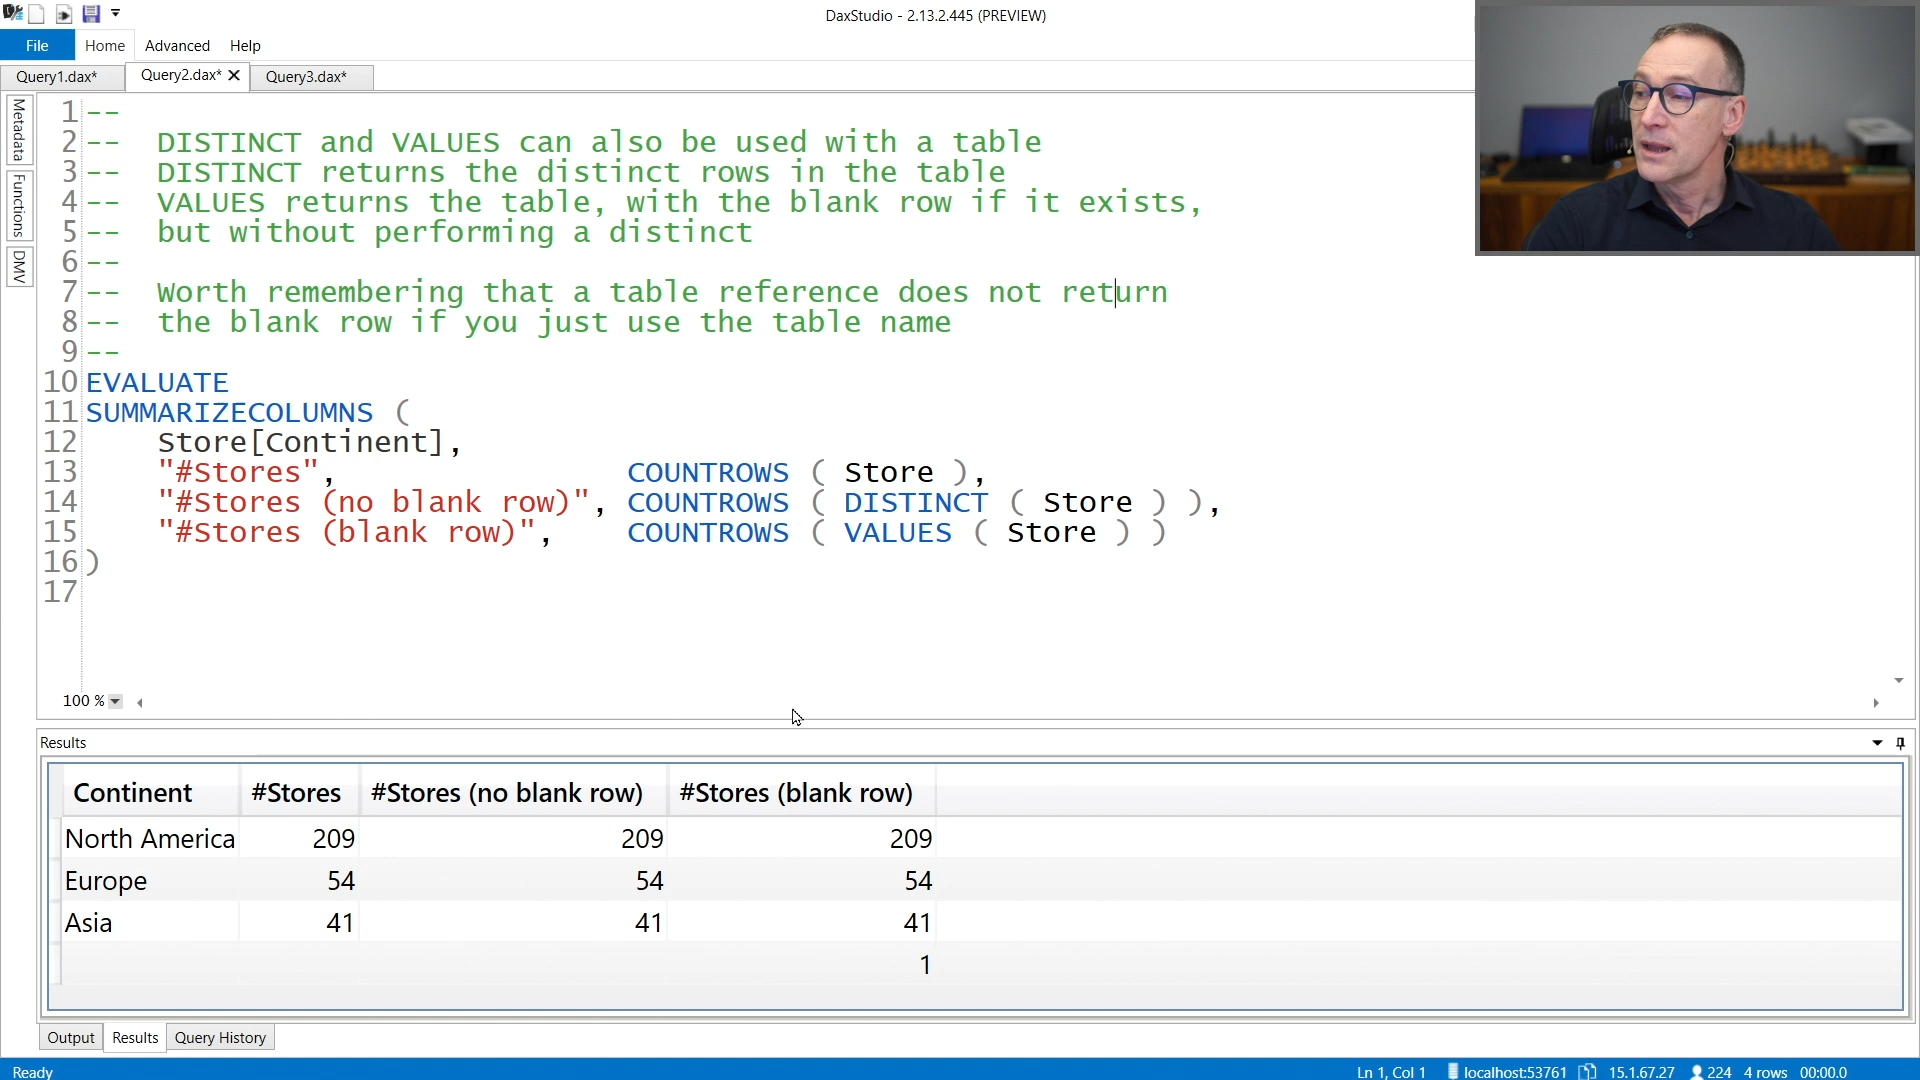 DaxStudio - 2.13.2.445 (PREVIEW)
File Home Advanced Help
Query1.dax* Query2.dax* Query3.dax*
Metadata
Functions
DMV
1 --
2 -- DISTINCT and VALUES can also be used with a table
3 -- DISTINCT returns the distinct rows in the table
4 -- VALUES returns the table, with the blank row if it exists,
5 -- but without performing a distinct
6 --
7 -- Worth remembering that a table reference does not return
8 -- the blank row if you just use the table name
9 --
10 EVALUATE
11 SUMMARIZECOLUMNS (
12 Store[Continent],
13 "#Stores", COUNTROWS ( Store ),
14 "#Stores (no blank row)", COUNTROWS ( DISTINCT ( Store ) ),
15 "#Stores (blank row)", COUNTROWS ( VALUES ( Store ) )
16 )
17
100 %
Results
Continent #Stores #Stores (no blank row) #Stores (blank row)
North America 209 209 209
Europe 54 54 54
Asia 41 41 41
1
Output Results Query History
Ready Ln 1, Col 1 localhost:53761 15.1.67.27 224 4 rows 00:00.0